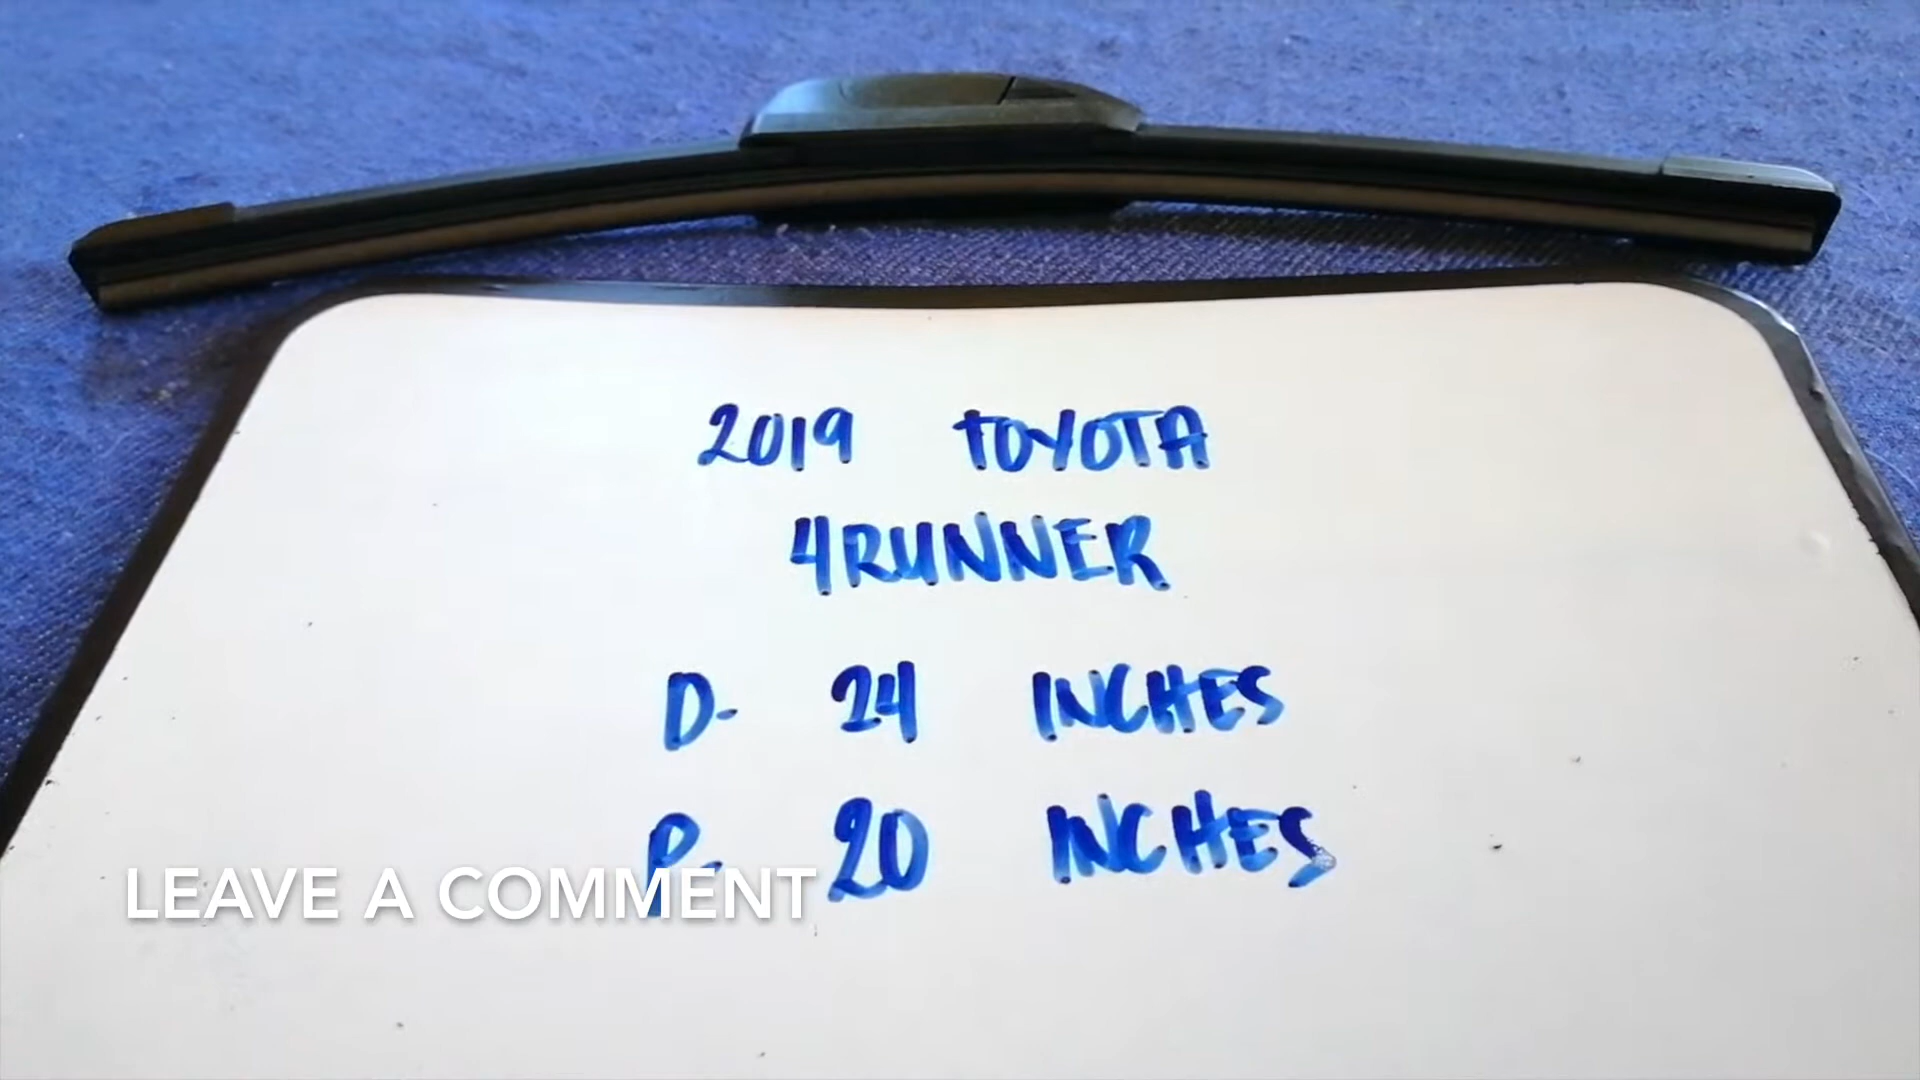 2019 TOYOTA
4RUNNER
D- 24 INCHES
P- 20 INCHES
LEAVE A COMMENT